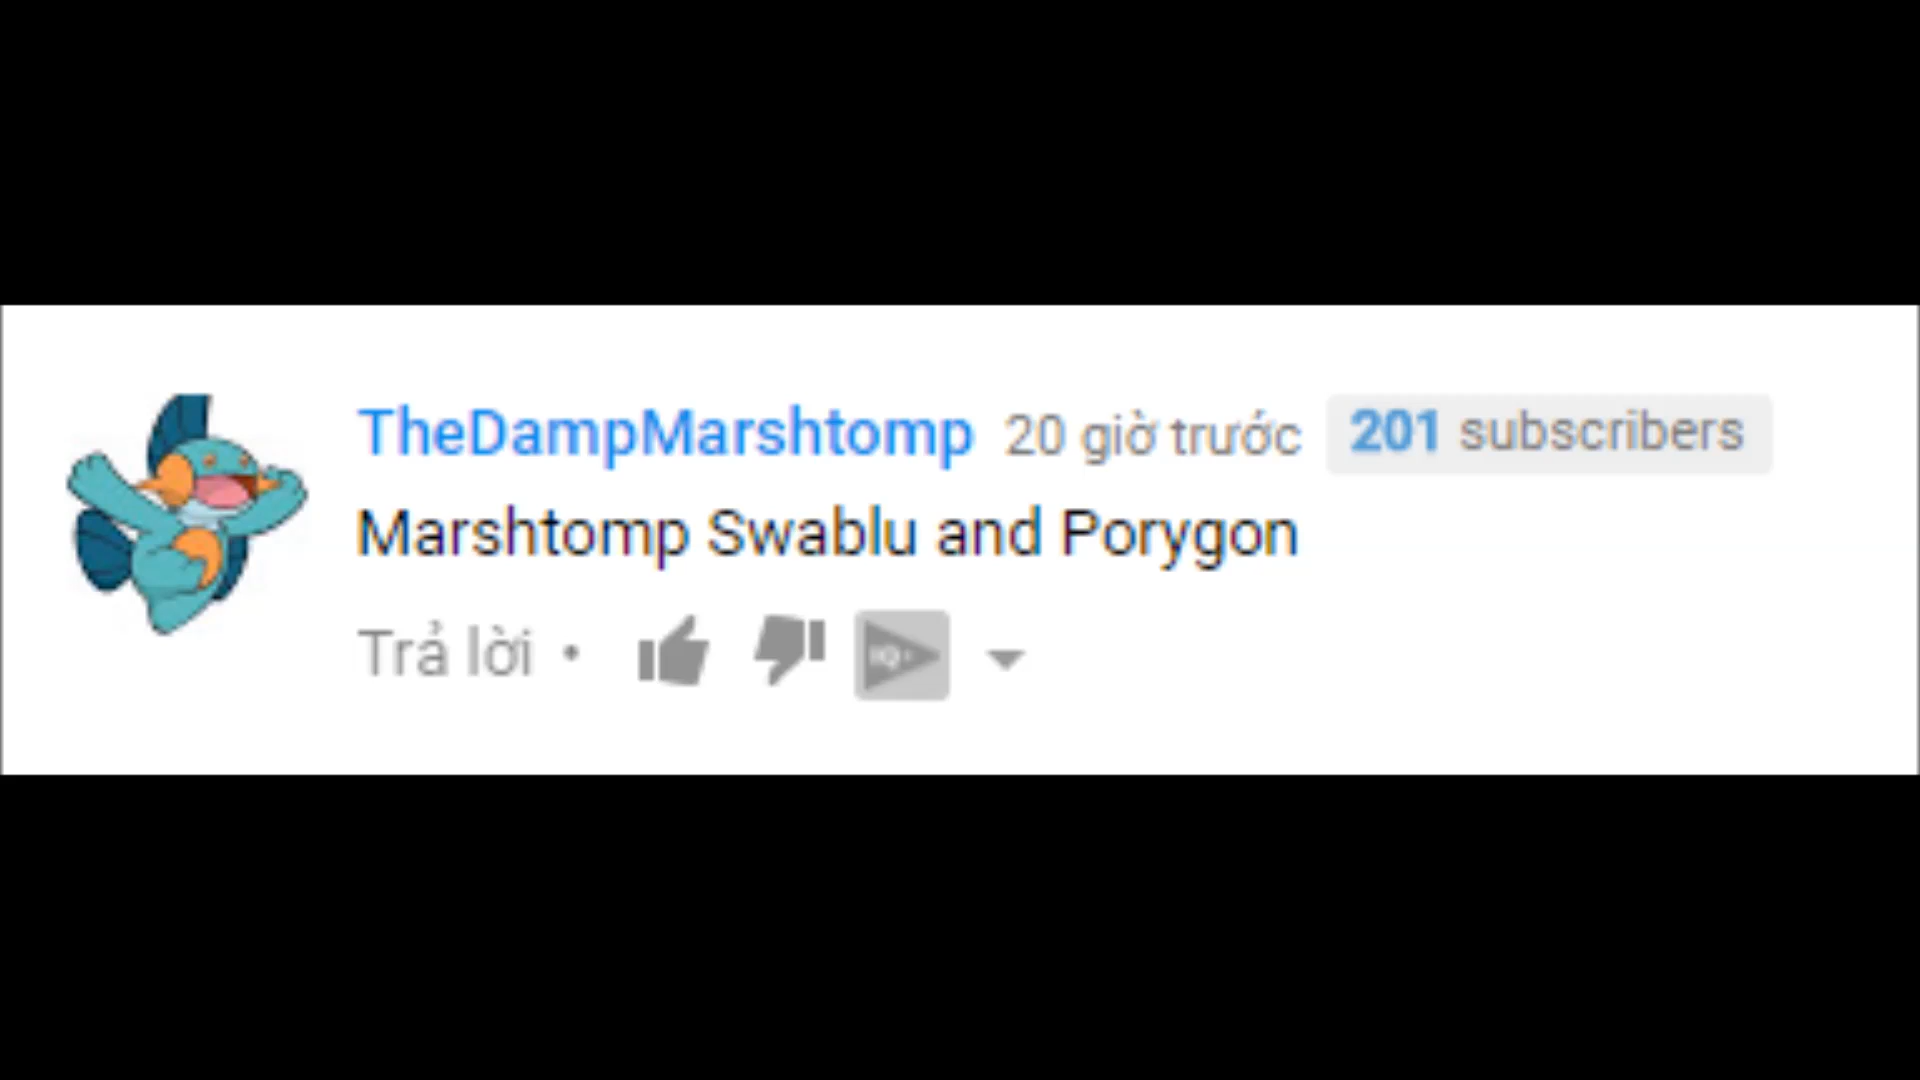 TheDampMarshtomp 20 giờ trước 201 subscribers
Marshtomp Swablu and Porygon
Trả lời •